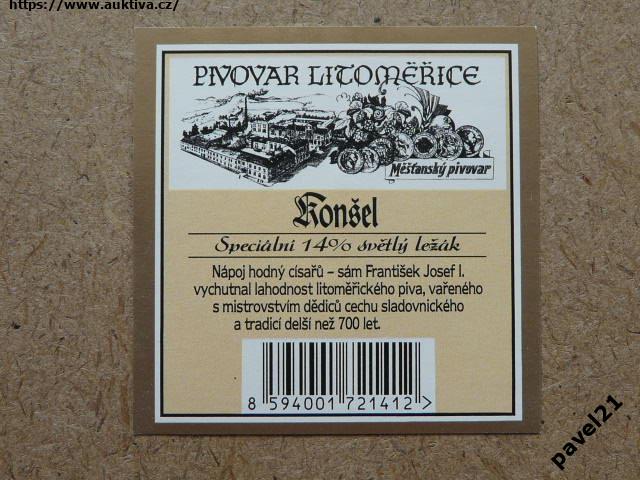 https://www.auktiva.cz/
PIVOVAR LITOMĚŘICE
Měšťanský pivovar
Konšel
Speciální 14% světlý ležák
Nápoj hodný císařů – sám František Josef I.
vychutnal lahodnost litoměřického piva, vařeného
s mistrovstvím dědiců cechu sladovnického
a tradicí delší než 700 let.
8 594001 721412 >
pavel21